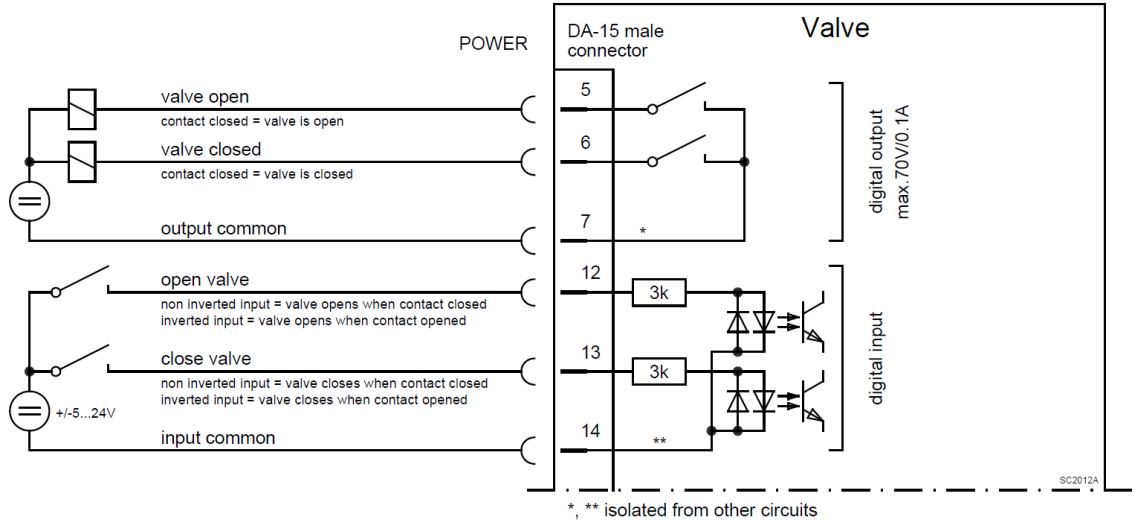 Valve
DA-15 male
connector
POWER
5
valve open
contact closed = valve is open
6
valve closed
contact closed = valve is closed
7
output common
*
digital output
max.70V/0.1A
12
open valve
3k
non inverted input = valve opens when contact closed
inverted input = valve opens when contact opened
13
close valve
3k
non inverted input = valve closes when contact closed
inverted input = valve closes when contact opened
+/-5...24V
14
input common
**
digital input
SC2012A
*, ** isolated from other circuits